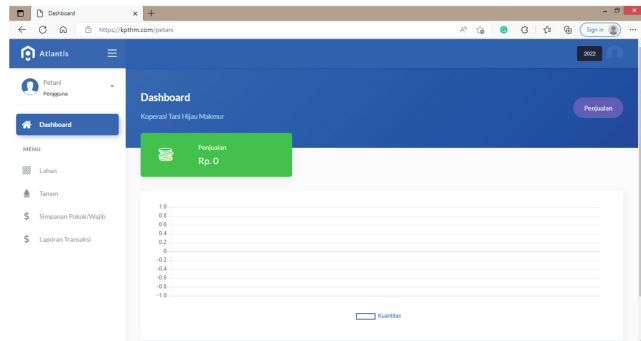 Dashboard
https://kpthm.com/petani
Sign in
Atlantis
2022
Petani
Pengguna
Dashboard
MENU
Lahan
Tanam
Simpanan Pokok/Wajib
Laporan Transaksi
Dashboard
Koperasi Tani Hijau Makmur
Penjualan
Penjualan
Rp. 0
1.0
0.8
0.6
0.4
0.2
0
-0.2
-0.4
-0.6
-0.8
-1.0
Kuantitas